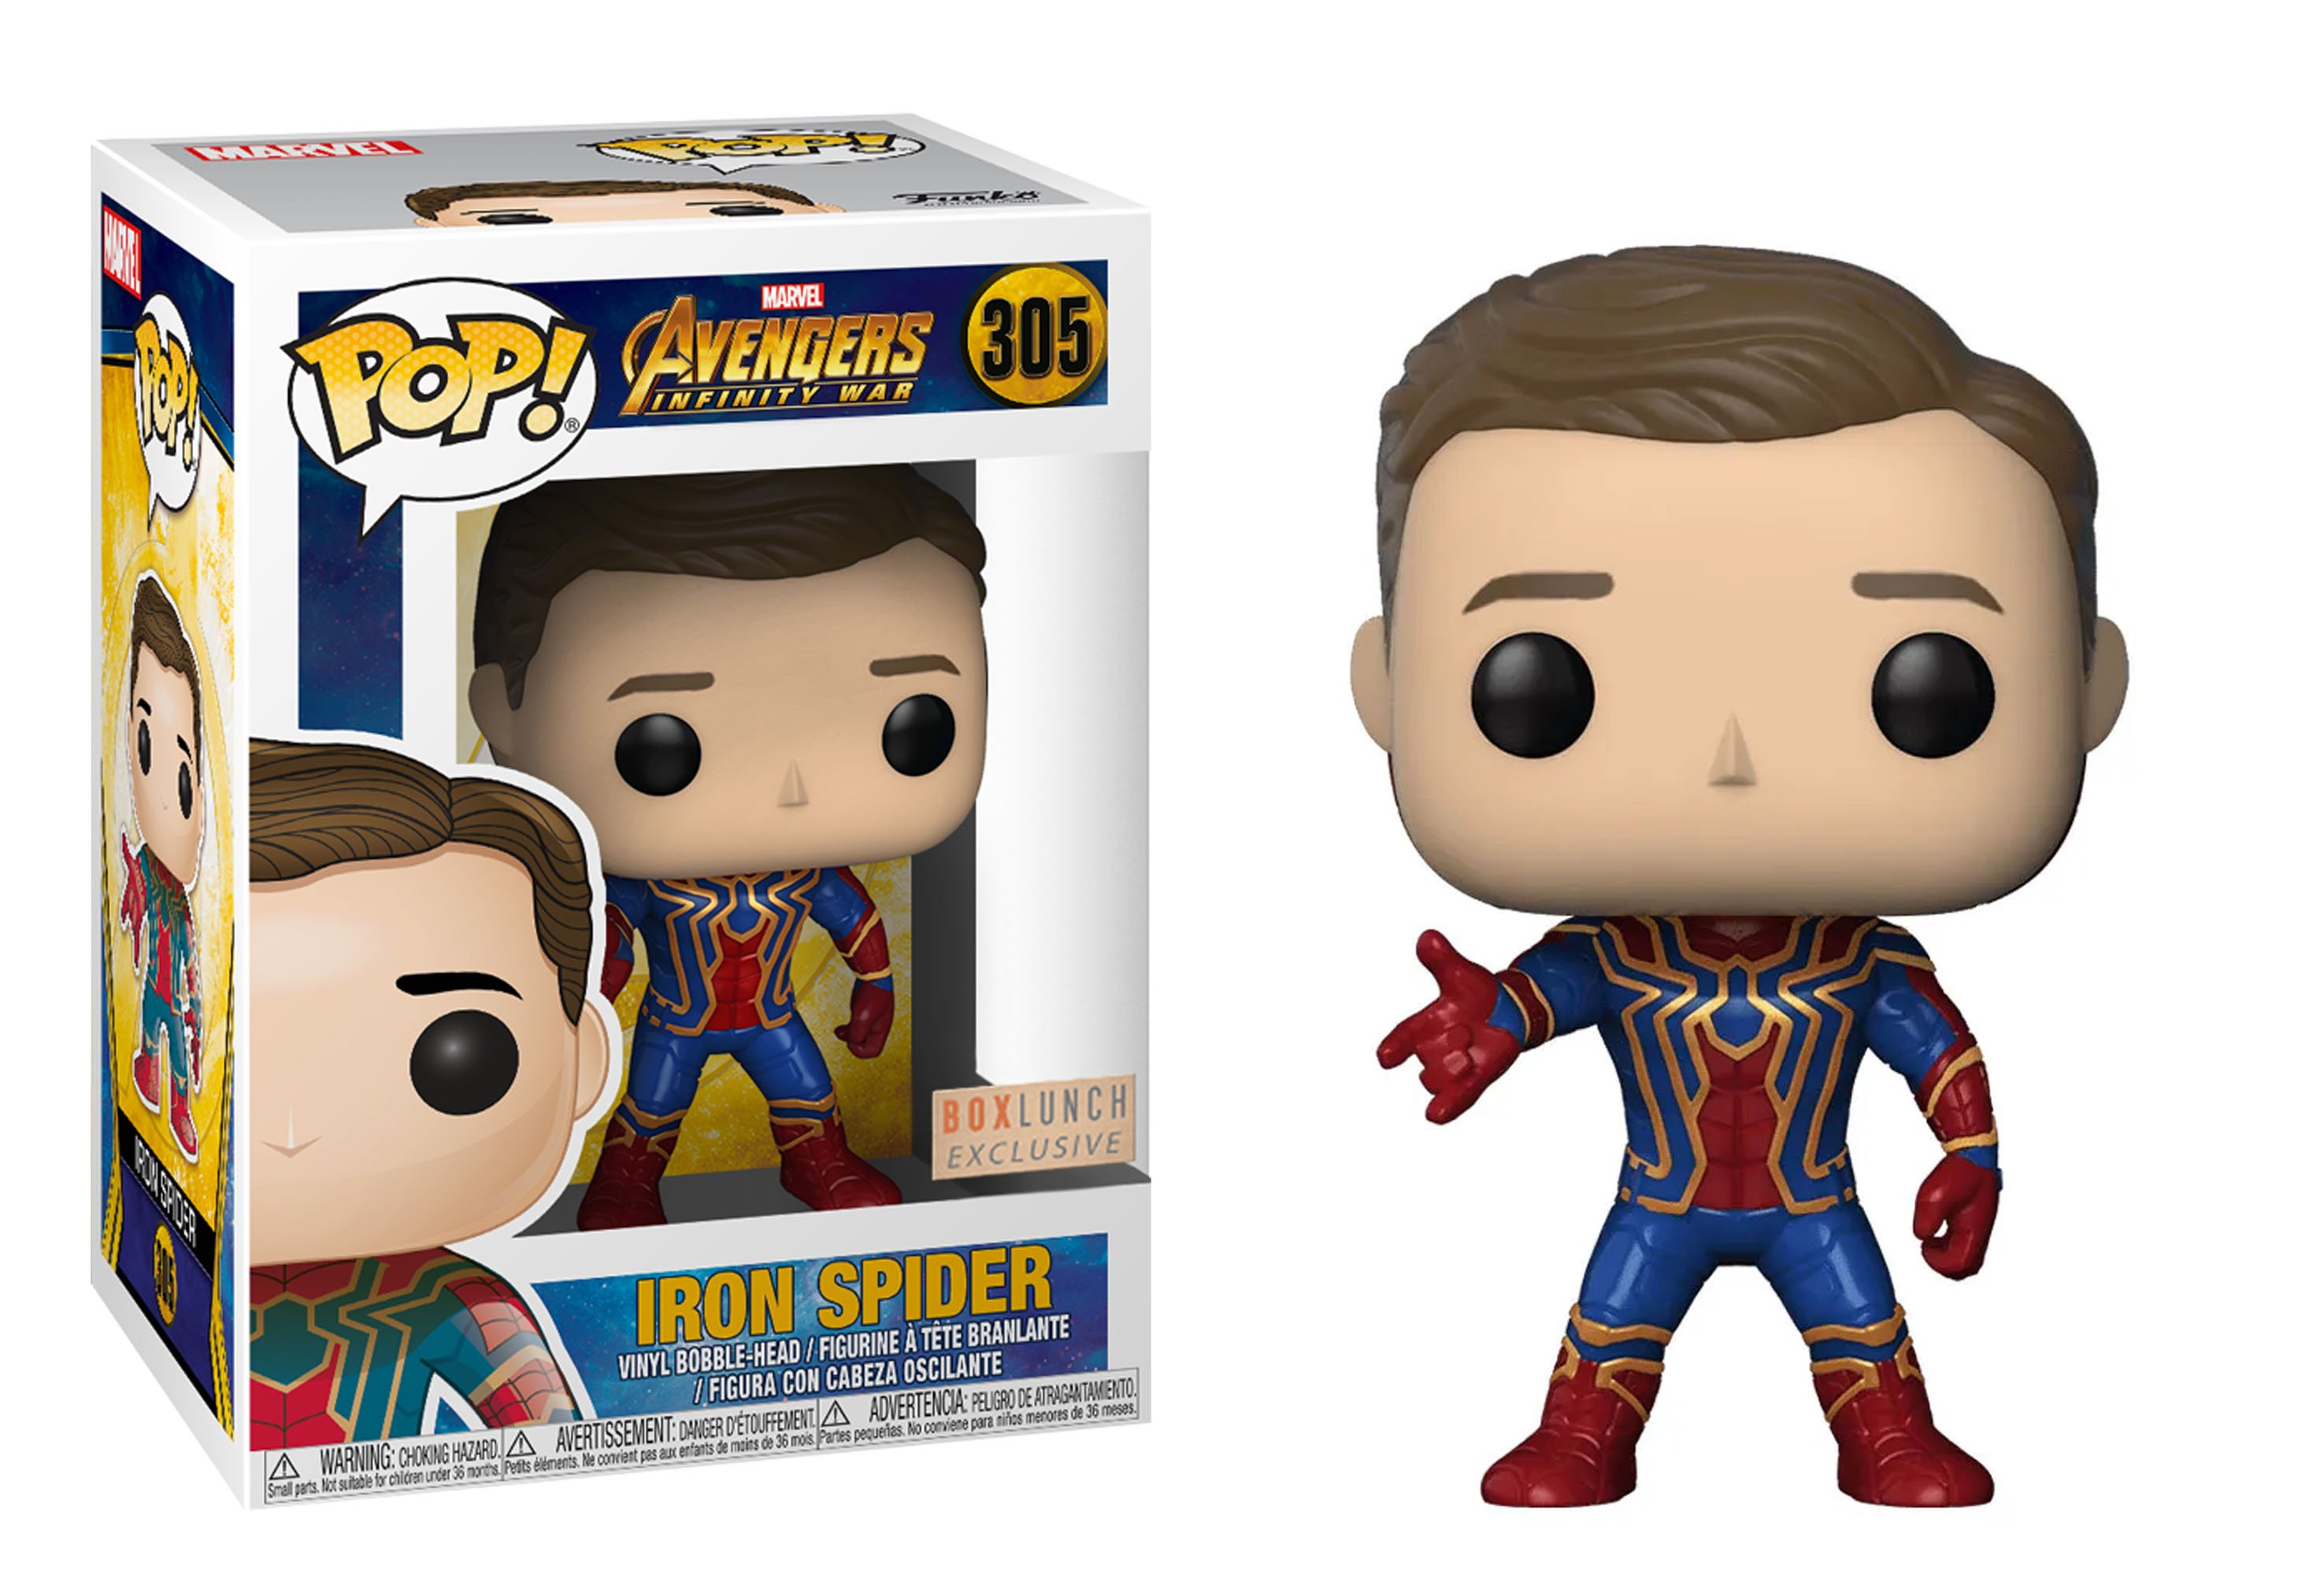 MARVEL
POP!
Funko
MARVEL
POP!
IRON SPIDER
305
POP!®
MARVEL
AVENGERS
INFINITY WAR
305
BOXLUNCH
EXCLUSIVE
IRON SPIDER
VINYL BOBBLE-HEAD / FIGURINE À TÊTE BRANLANTE
/ FIGURA CON CABEZA OSCILANTE
WARNING: CHOKING HAZARD.
Small parts. Not suitable for children under 36 months.
AVERTISSEMENT: DANGER D'ÉTOUFFEMENT.
Petits éléments. Ne convient pas aux enfants de moins de 36 mois.
ADVERTENCIA: PELIGRO DE ATRAGANTAMIENTO.
Partes pequeñas. No conviene para niños menores de 36 meses.